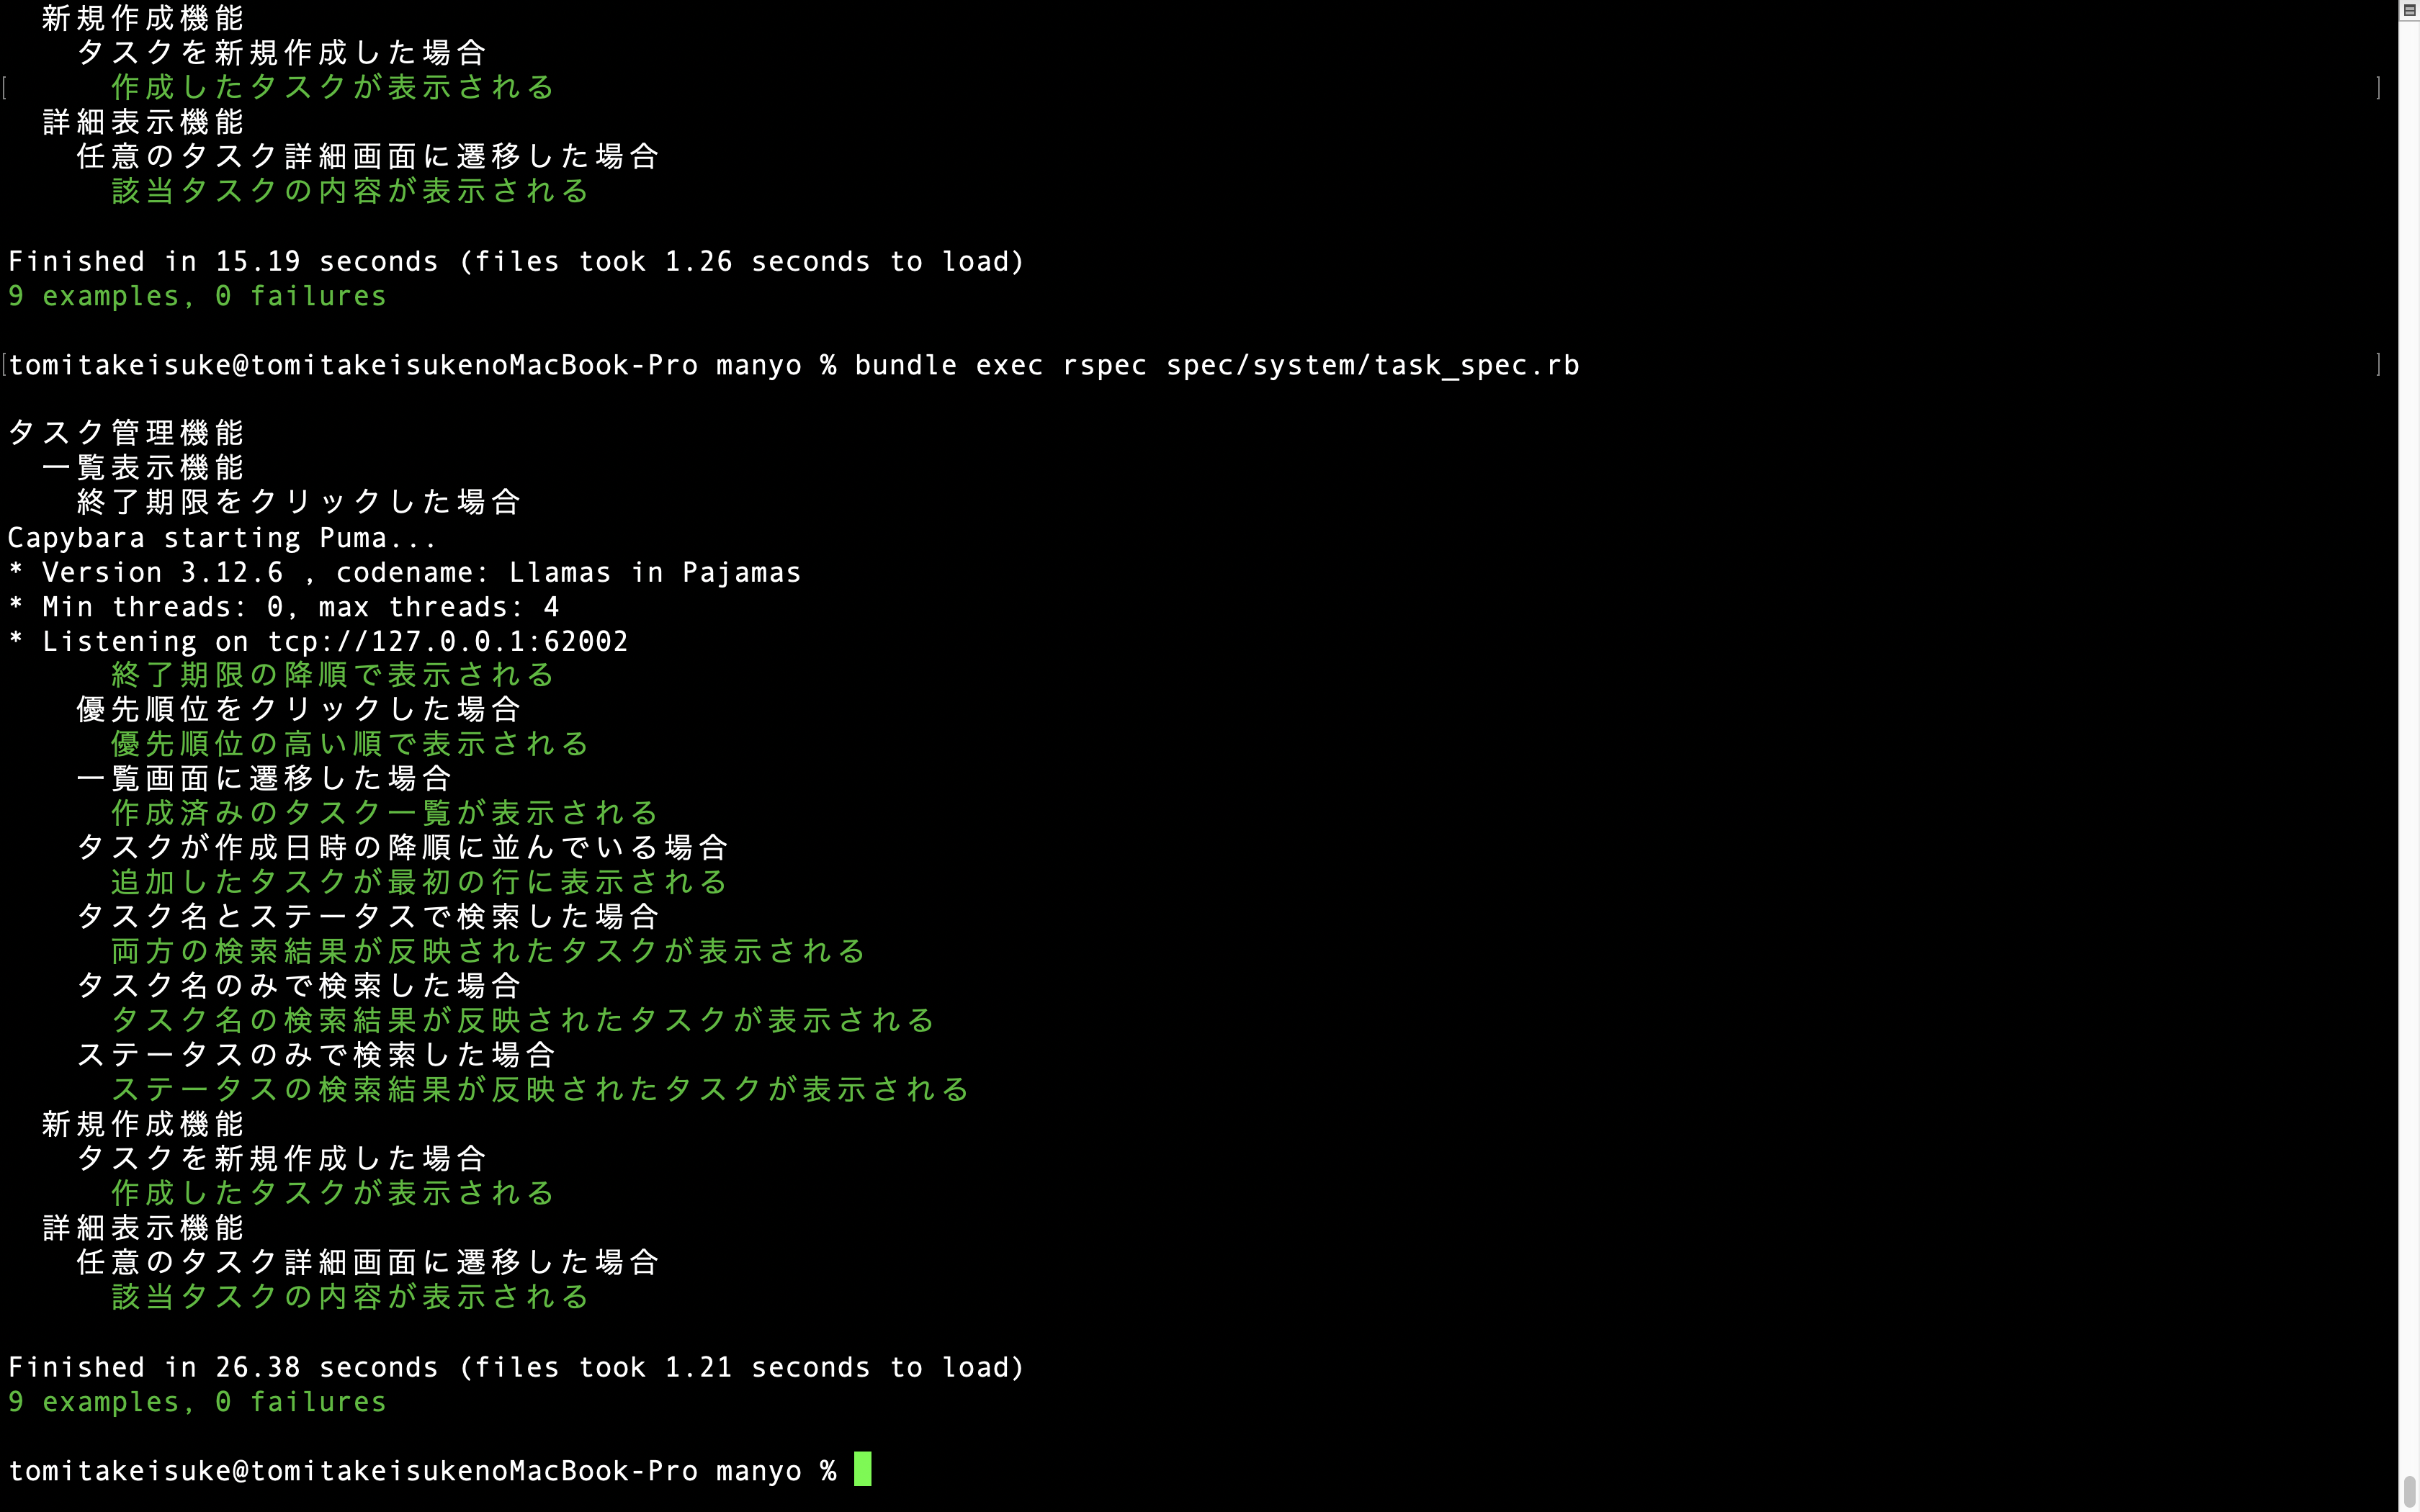 新規作成機能
タスクを新規作成した場合
[ 作成したタスクが表示される ]
詳細表示機能
任意のタスク詳細画面に遷移した場合
該当タスクの内容が表示される
Finished in 15.19 seconds (files took 1.26 seconds to load)
9 examples, 0 failures
[tomitakeisuke@tomitakeisukenoMacBook-Pro manyo % bundle exec rspec spec/system/task_spec.rb ]
タスク管理機能
一覧表示機能
終了期限をクリックした場合
Capybara starting Puma...
* Version 3.12.6 , codename: Llamas in Pajamas
* Min threads: 0, max threads: 4
* Listening on tcp://127.0.0.1:62002
終了期限の降順で表示される
優先順位をクリックした場合
優先順位の高い順で表示される
一覧画面に遷移した場合
作成済みのタスク一覧が表示される
タスクが作成日時の降順に並んでいる場合
追加したタスクが最初の行に表示される
タスク名とステータスで検索した場合
両方の検索結果が反映されたタスクが表示される
タスク名のみで検索した場合
タスク名の検索結果が反映されたタスクが表示される
ステータスのみで検索した場合
ステータスの検索結果が反映されたタスクが表示される
新規作成機能
タスクを新規作成した場合
作成したタスクが表示される
詳細表示機能
任意のタスク詳細画面に遷移した場合
該当タスクの内容が表示される
Finished in 26.38 seconds (files took 1.21 seconds to load)
9 examples, 0 failures
tomitakeisuke@tomitakeisukenoMacBook-Pro manyo %